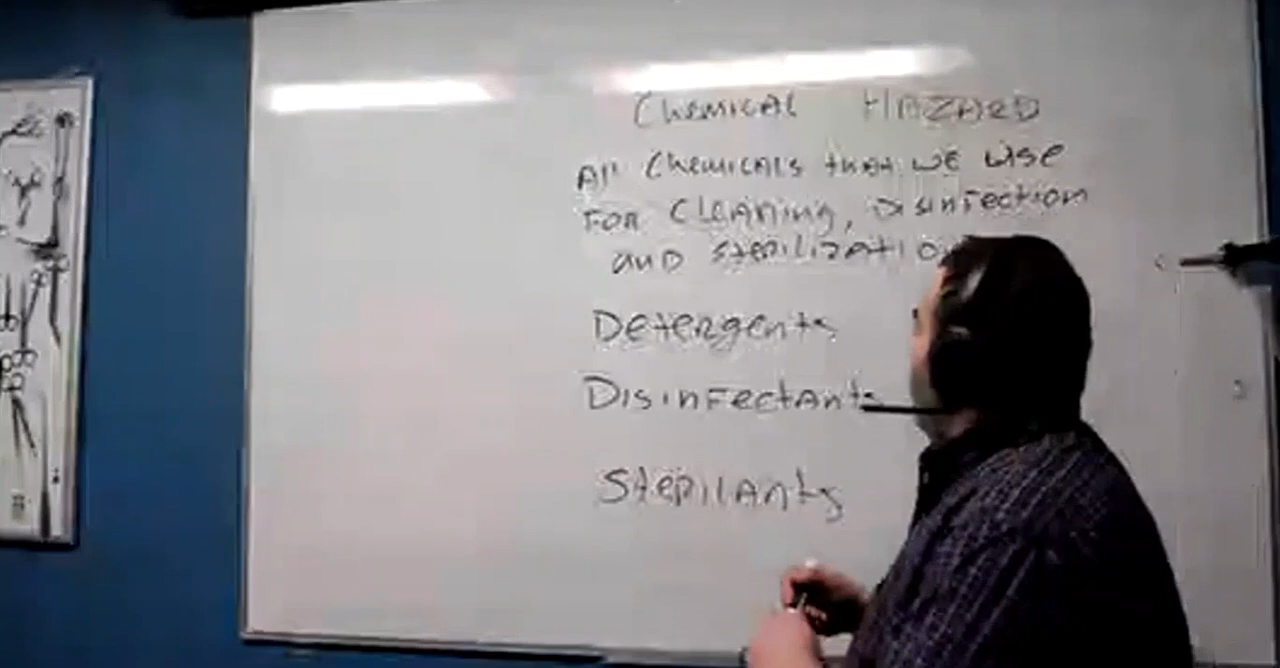 Chemical HAZARD
All Chemicals that we use
For Cleaning, Disinfection
and sterilization
Detergents
Disinfectants
Sterilants